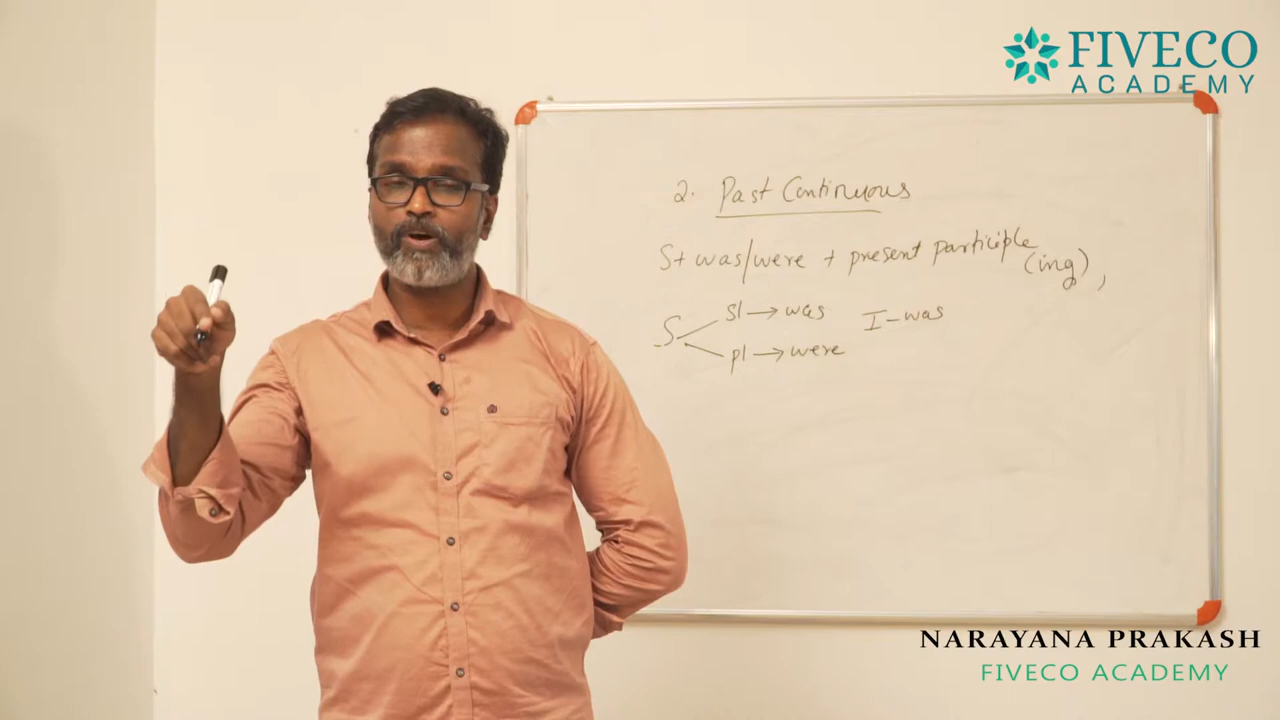 FIVECO
ACADEMY
2. Past Continuous
S+ was/were + present participle
(ing),
S
sl → was
I-was
pl → were
NARAYANA PRAKASH
FIVECO ACADEMY